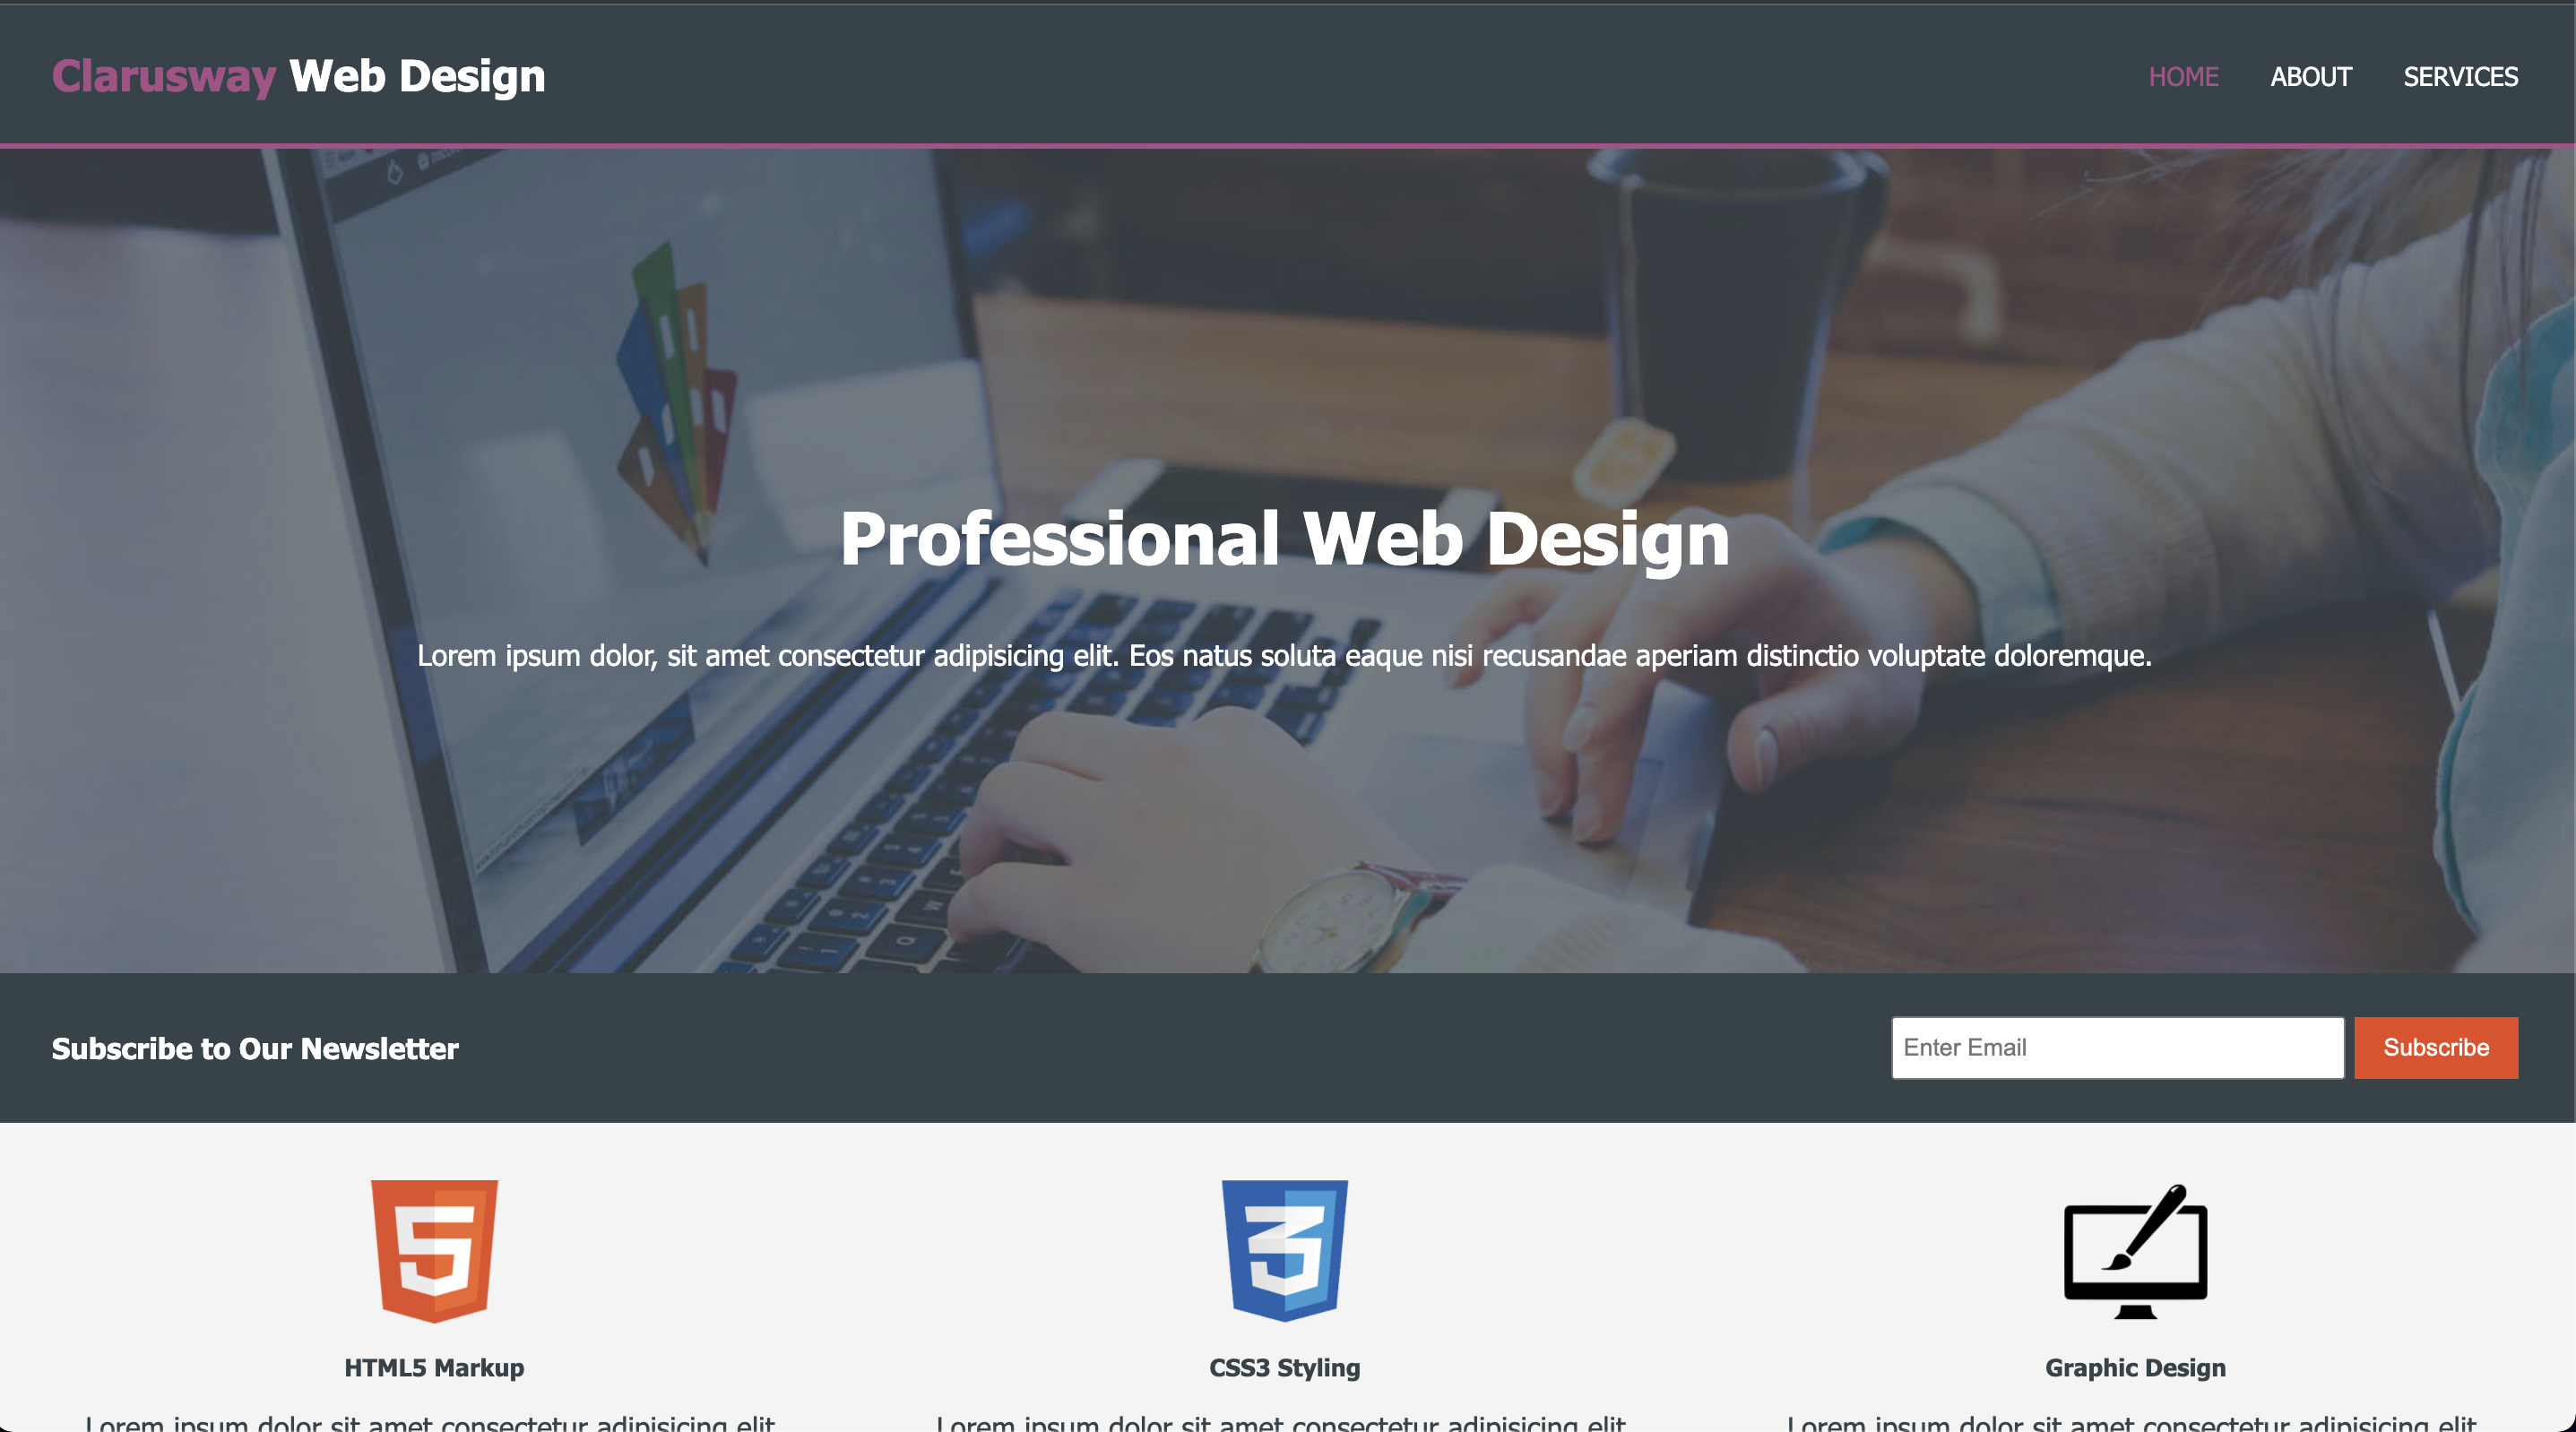 Clarusway Web Design
HOME ABOUT SERVICES
Professional Web Design
Lorem ipsum dolor, sit amet consectetur adipisicing elit. Eos natus soluta eaque nisi recusandae aperiam distinctio voluptate doloremque.
Subscribe to Our Newsletter
Enter Email
Subscribe
HTML5 Markup
CSS3 Styling
Graphic Design
Lorem ipsum dolor sit amet consectetur adipisicing elit
Lorem ipsum dolor sit amet consectetur adipisicing elit
Lorem ipsum dolor sit amet consectetur adipisicing elit